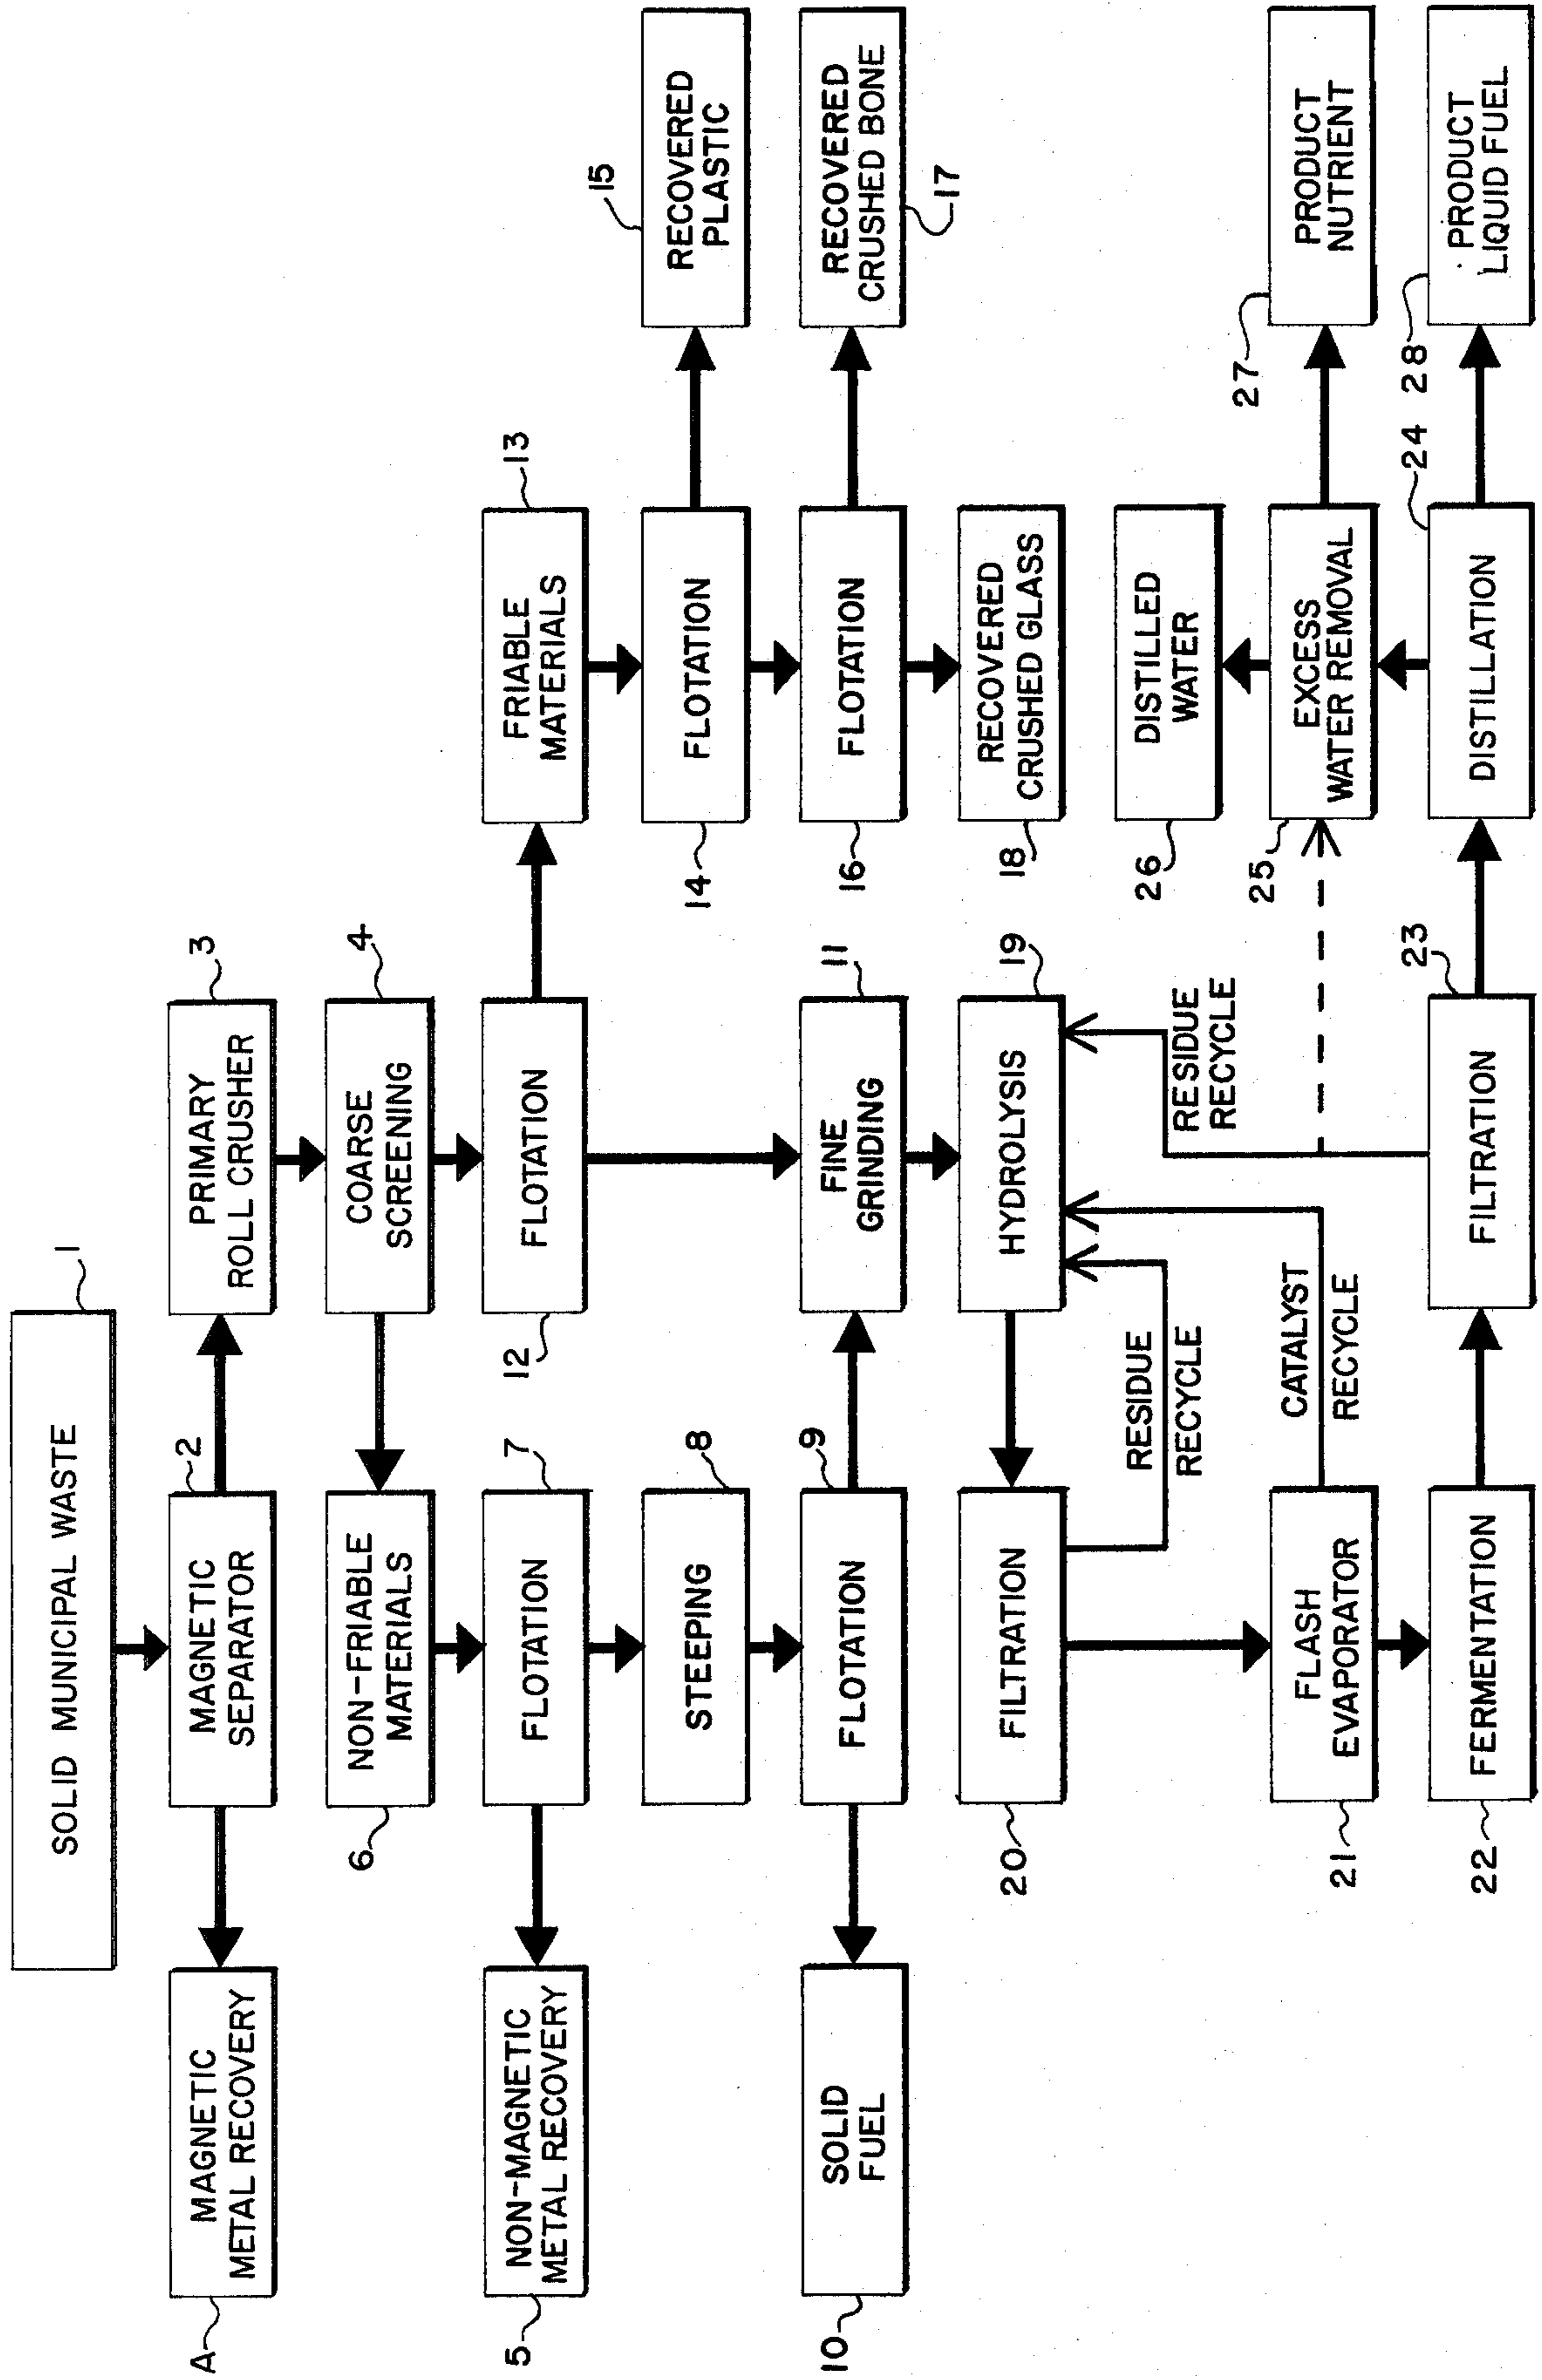 SOLID MUNICIPAL WASTE
1
A
MAGNETIC
METAL RECOVERY
MAGNETIC
SEPARATOR
2
PRIMARY
ROLL CRUSHER
3
6
NON-FRIABLE
MATERIALS
COARSE
SCREENING
4
5
NON-MAGNETIC
METAL RECOVERY
FLOTATION
7
12
FLOTATION
FRIABLE
MATERIALS
13
STEEPING
8
14
FLOTATION
15
RECOVERED
PLASTIC
10
SOLID
FUEL
FLOTATION
9
FINE
GRINDING
11
16
FLOTATION
RECOVERED
CRUSHED BONE
17
20
FILTRATION
HYDROLYSIS
19
18
RECOVERED
CRUSHED GLASS
RESIDUE
RECYCLE
RESIDUE
RECYCLE
26
DISTILLED
WATER
21
FLASH
EVAPORATOR
CATALYST
RECYCLE
25
EXCESS
WATER REMOVAL
27
PRODUCT
NUTRIENT
22
FERMENTATION
FILTRATION
23
DISTILLATION
24
28
PRODUCT
LIQUID FUEL